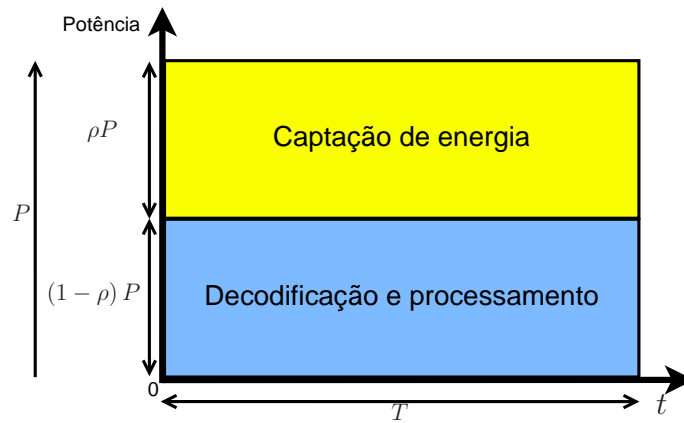 Potência
ρP
Captação de energia
P
(1 − ρ) P
Decodificação e processamento
0
T
t